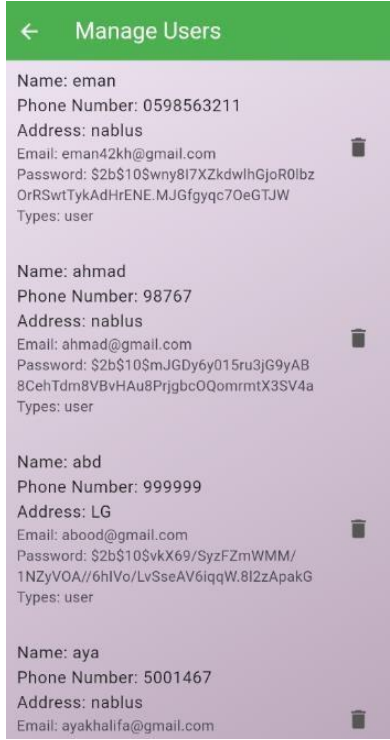 Manage Users
Name: eman
Phone Number: 0598563211
Address: nablus
Email: eman42kh@gmail.com
Password: $2b$10$wny8I7XZkdwlhGjoR0lbz
OrRSwtTykAdHrENE.MJGfgyqc7OeGTJW
Types: user
Name: ahmad
Phone Number: 98767
Address: nablus
Email: ahmad@gmail.com
Password: $2b$10$mJGDy6y015ru3jG9yAB
8CehTdm8VBvHAu8PrjgbcOQomrmtX3SV4a
Types: user
Name: abd
Phone Number: 999999
Address: LG
Email: abood@gmail.com
Password: $2b$10$vkX69/SyzFZmWMM/
1NZyVOA//6hIVo/LvSseAV6iqqW.8I2zApakG
Types: user
Name: aya
Phone Number: 5001467
Address: nablus
Email: ayakhalifa@gmail.com